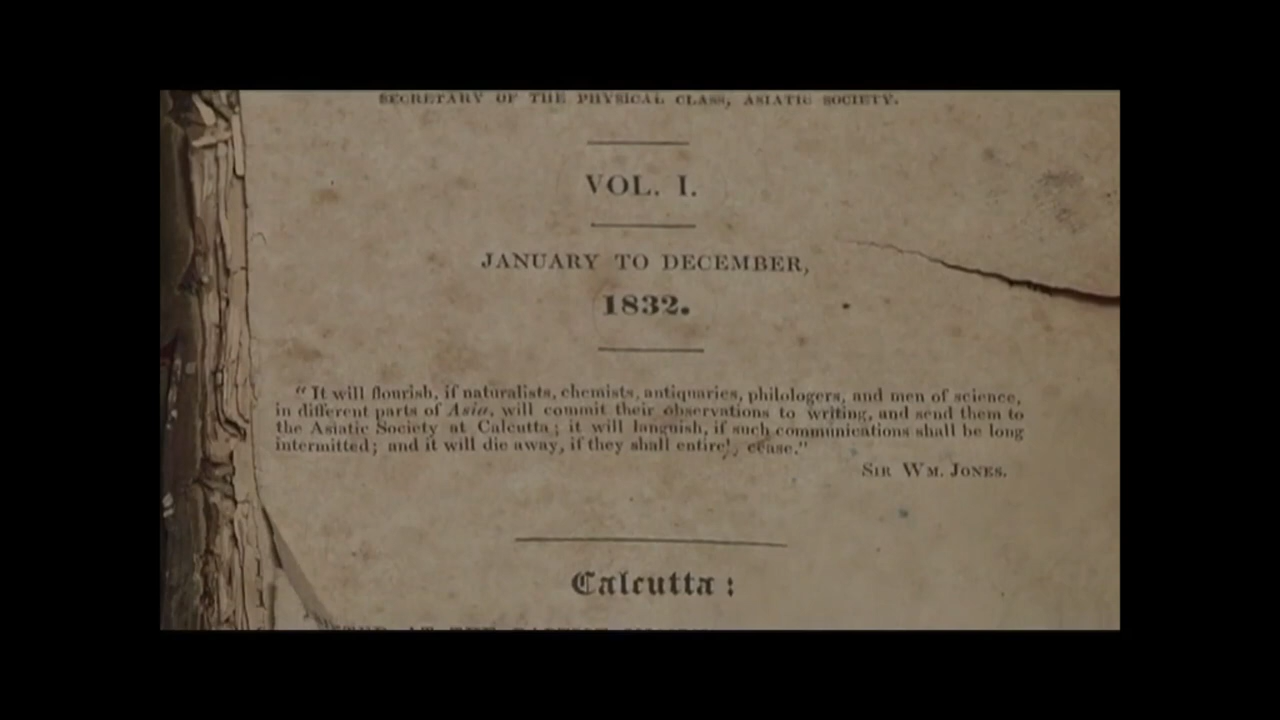 SECRETARY OF THE PHYSICAL CLASS, ASIATIC SOCIETY.
VOL. I.
JANUARY TO DECEMBER,
1832.
"It will flourish, if naturalists, chemists, antiquaries, philologers, and men of science,
in different parts of Asia, will commit their observations to writing, and send them to
the Asiatic Society at Calcutta; it will languish, if such communications shall be long
intermitted; and it will die away, if they shall entirely cease."
SIR WM. JONES.
Calcutta:
AT THE BAPTIST